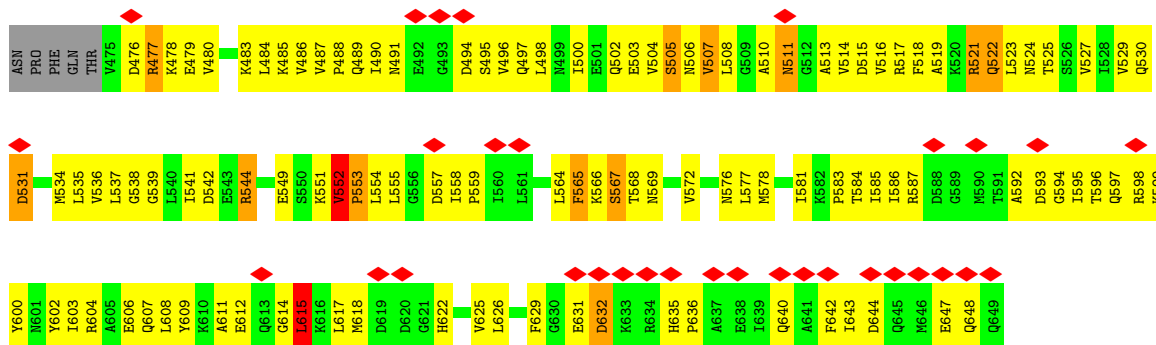 ASN PRO PHE GLN THR V475 D476 R477 K478 E479 V480 K483 L484 K485 V486 V487 P488 Q489 I490 N491 E492 G493 D494 S495 V496 Q497 L498 N499 I500 E501 Q502 E503 V504 S505 N506 V507 L508 G509 A510 N511 G512 A513 V514 D515 V516 R517 F518 A519 K520 R521 Q522 L523 N524 T525 S526 V527 I528 V529 Q530
D531 M534 L535 V536 L537 G538 G539 L540 I541 D542 E543 R544 E549 S550 K551 V552 P553 L554 L555 G556 D557 I558 P559 I560 L561 L564 F565 K566 S567 T568 N569 V572 N576 L577 M578 I581 K582 P583 T584 I585 I586 R587 D588 G589 M590 T591 A592 D593 G594 I595 T596 Q597 R598 K599
Y600 N601 Y602 I603 R604 A605 E606 Q607 L608 Y609 K610 A611 E612 Q613 G614 L615 K616 L617 M618 D619 D620 G621 H622 V625 L626 F629 G630 E631 D632 K633 R634 H635 P636 A637 E638 I639 Q640 A641 F642 I643 D644 Q645 M646 E647 Q648 Q649